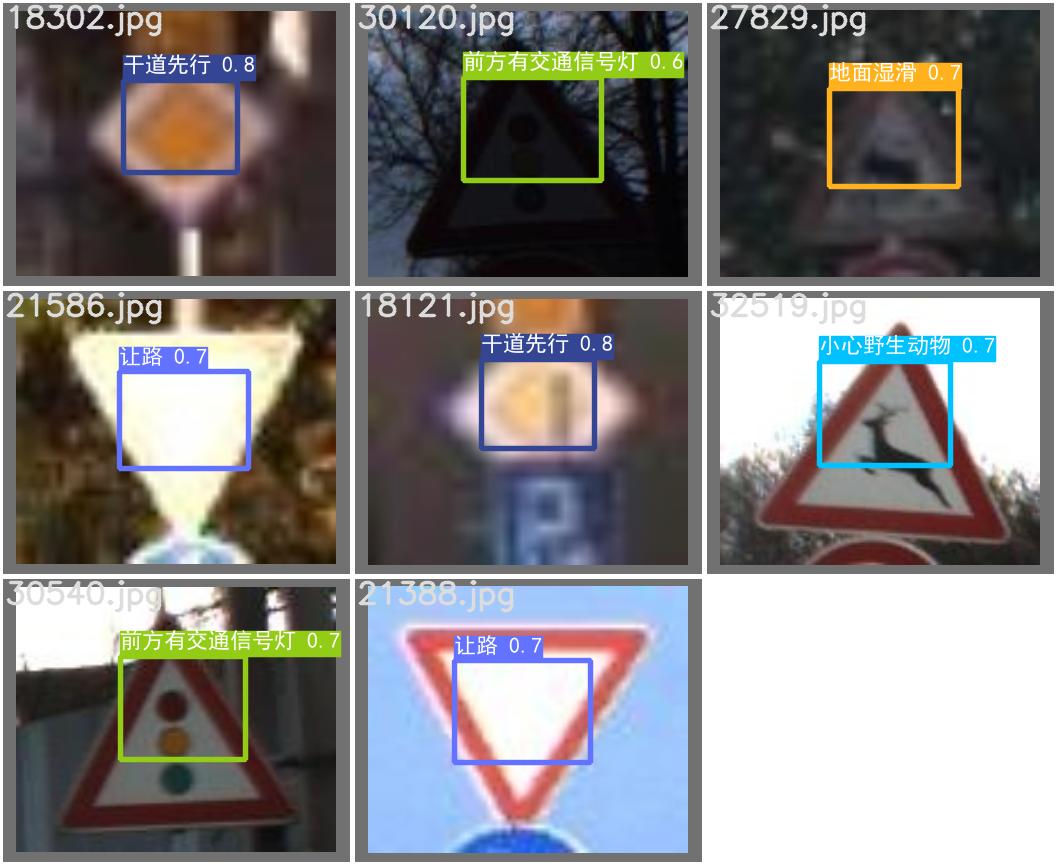 18302.jpg
干道先行 0.8
30120.jpg
前方有交通信号灯 0.6
27829.jpg
地面湿滑 0.7
21586.jpg
让路 0.7
18121.jpg
干道先行 0.8
32519.jpg
小心野生动物 0.7
30540.jpg
前方有交通信号灯 0.7
21388.jpg
让路 0.7